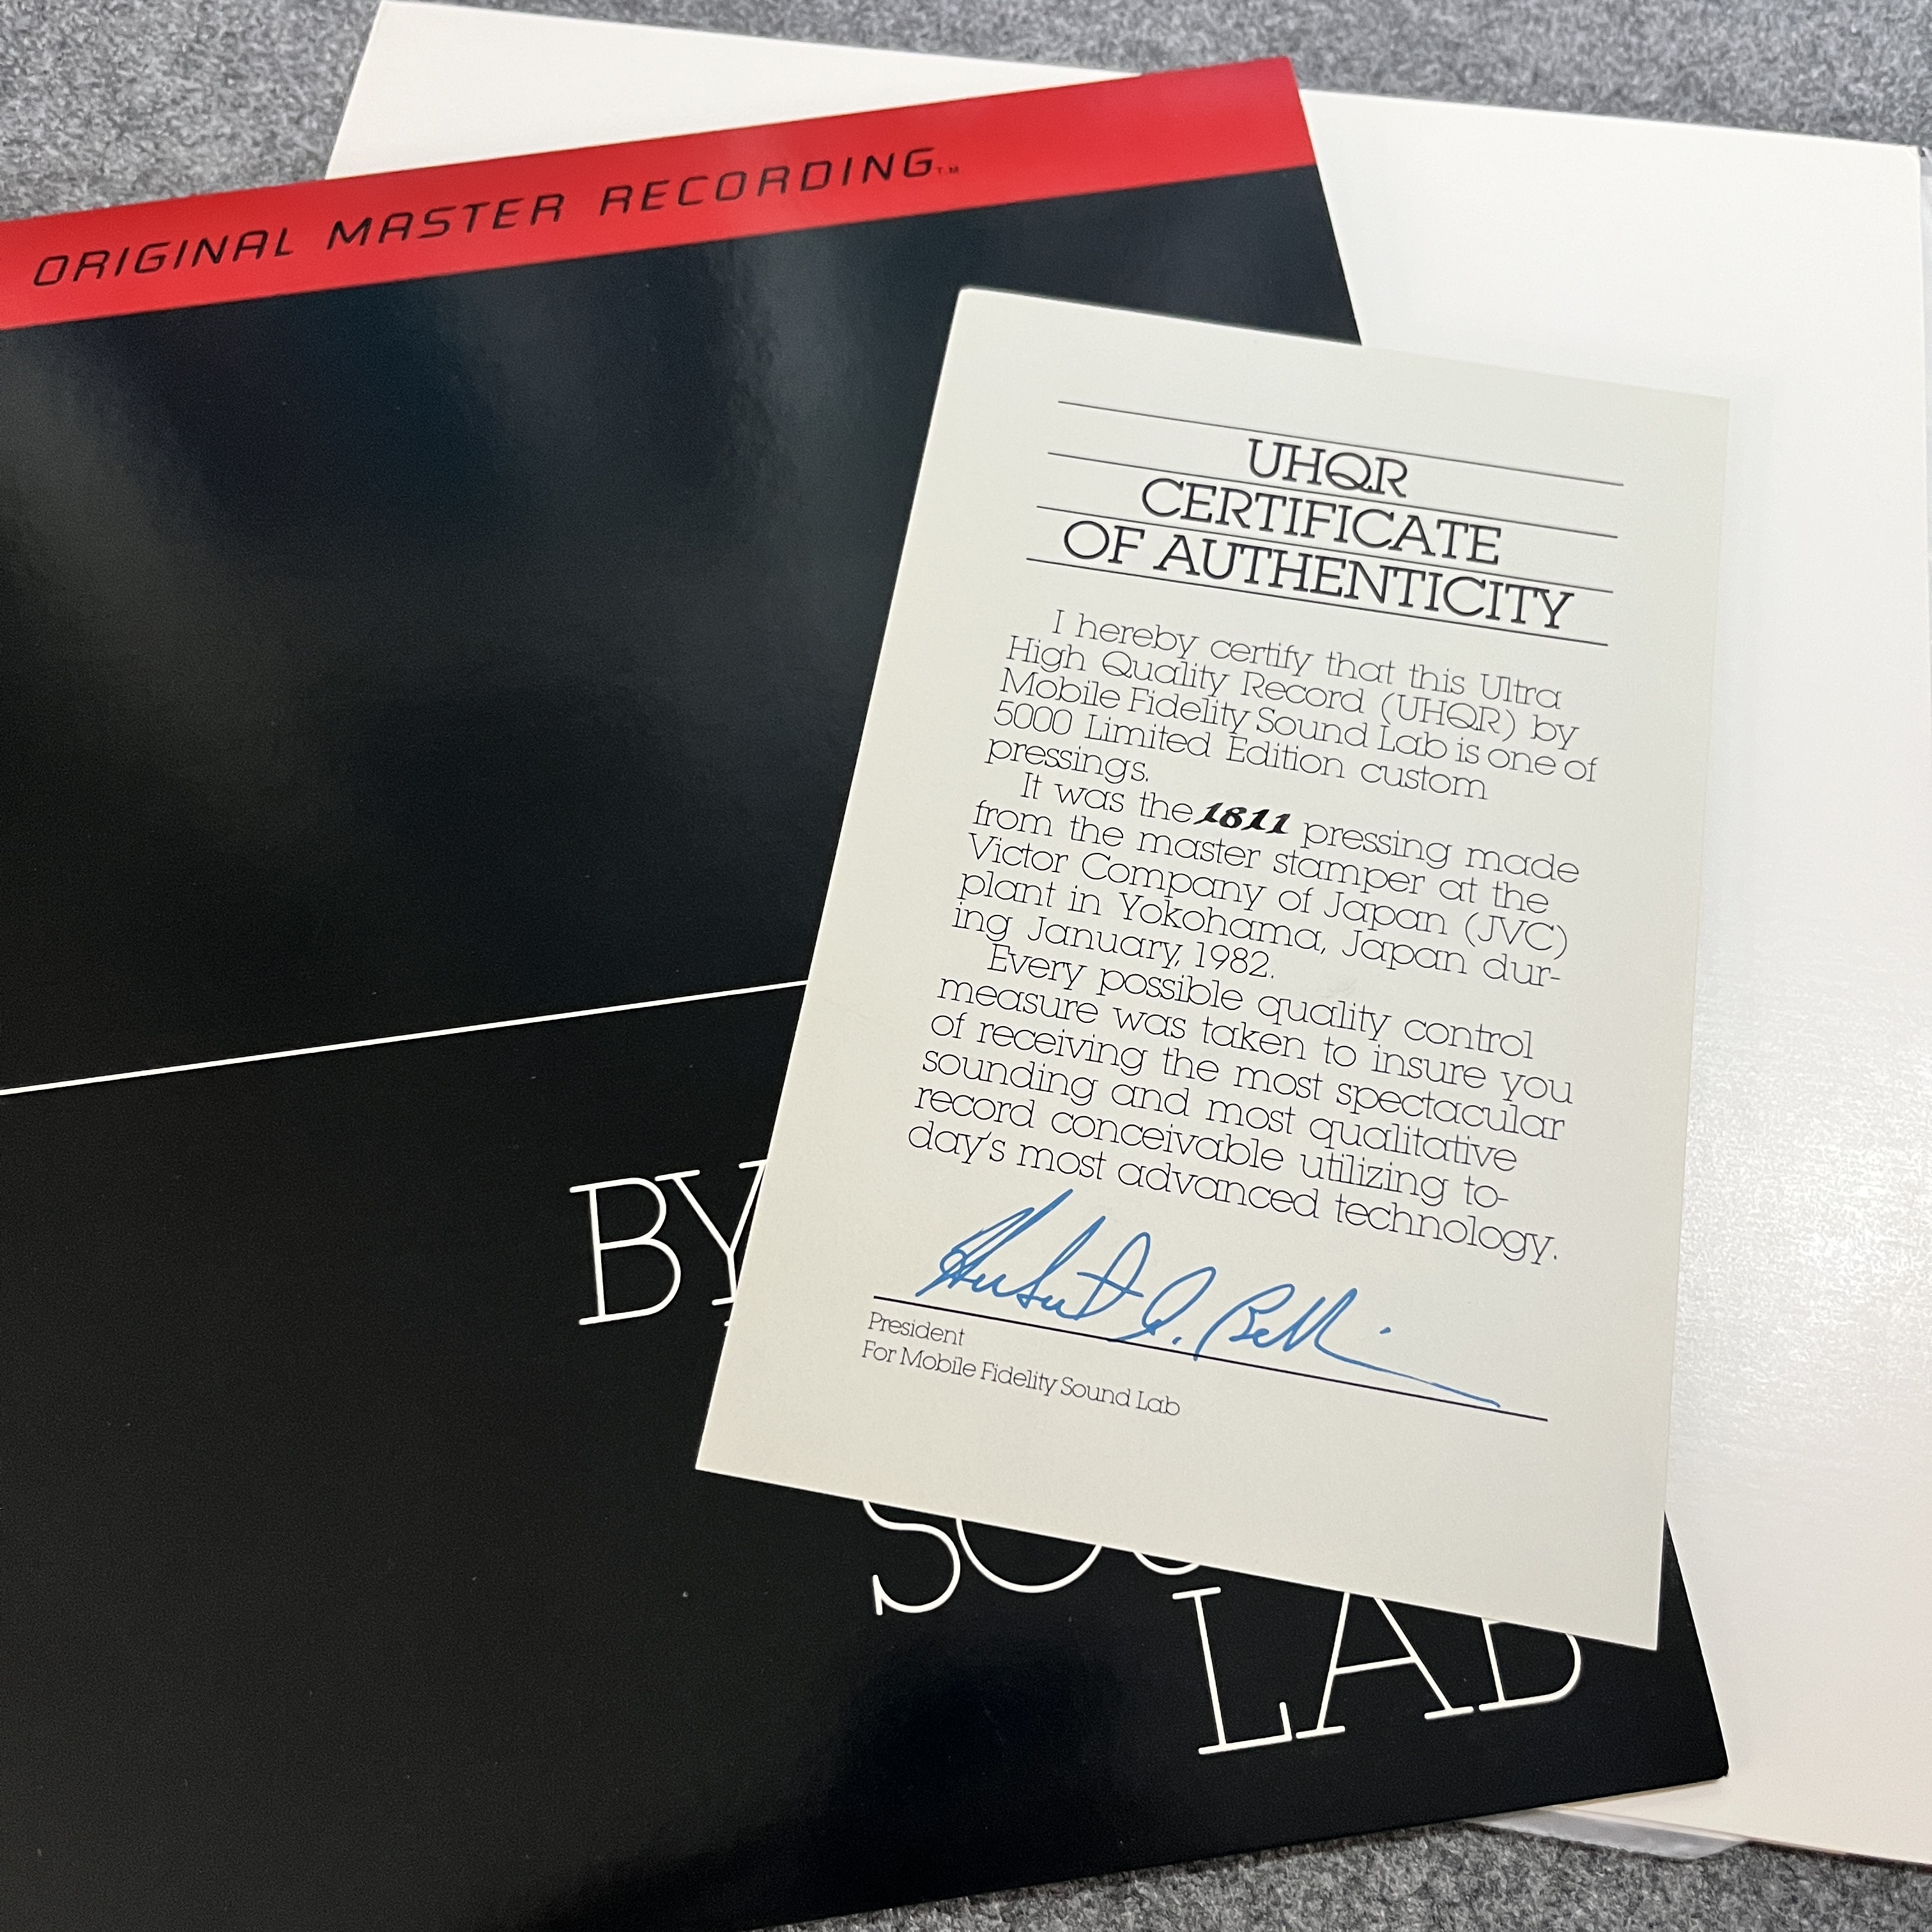 ORIGINAL MASTER RECORDING T.M.
UHQR
CERTIFICATE
OF AUTHENTICITY
I hereby certify that this Ultra
High Quality Record (UHQR) by
Mobile Fidelity Sound Lab is one of
5000 Limited Edition custom
pressings.
It was the 1811 pressing made
from the master stamper at the
Victor Company of Japan (JVC)
plant in Yokohama, Japan dur-
ing January, 1982.
Every possible quality control
measure was taken to insure you
of receiving the most spectacular
sounding and most qualitative
record conceivable utilizing to-
day's most advanced technology.
President
For Mobile Fidelity Sound Lab
BY
LAB